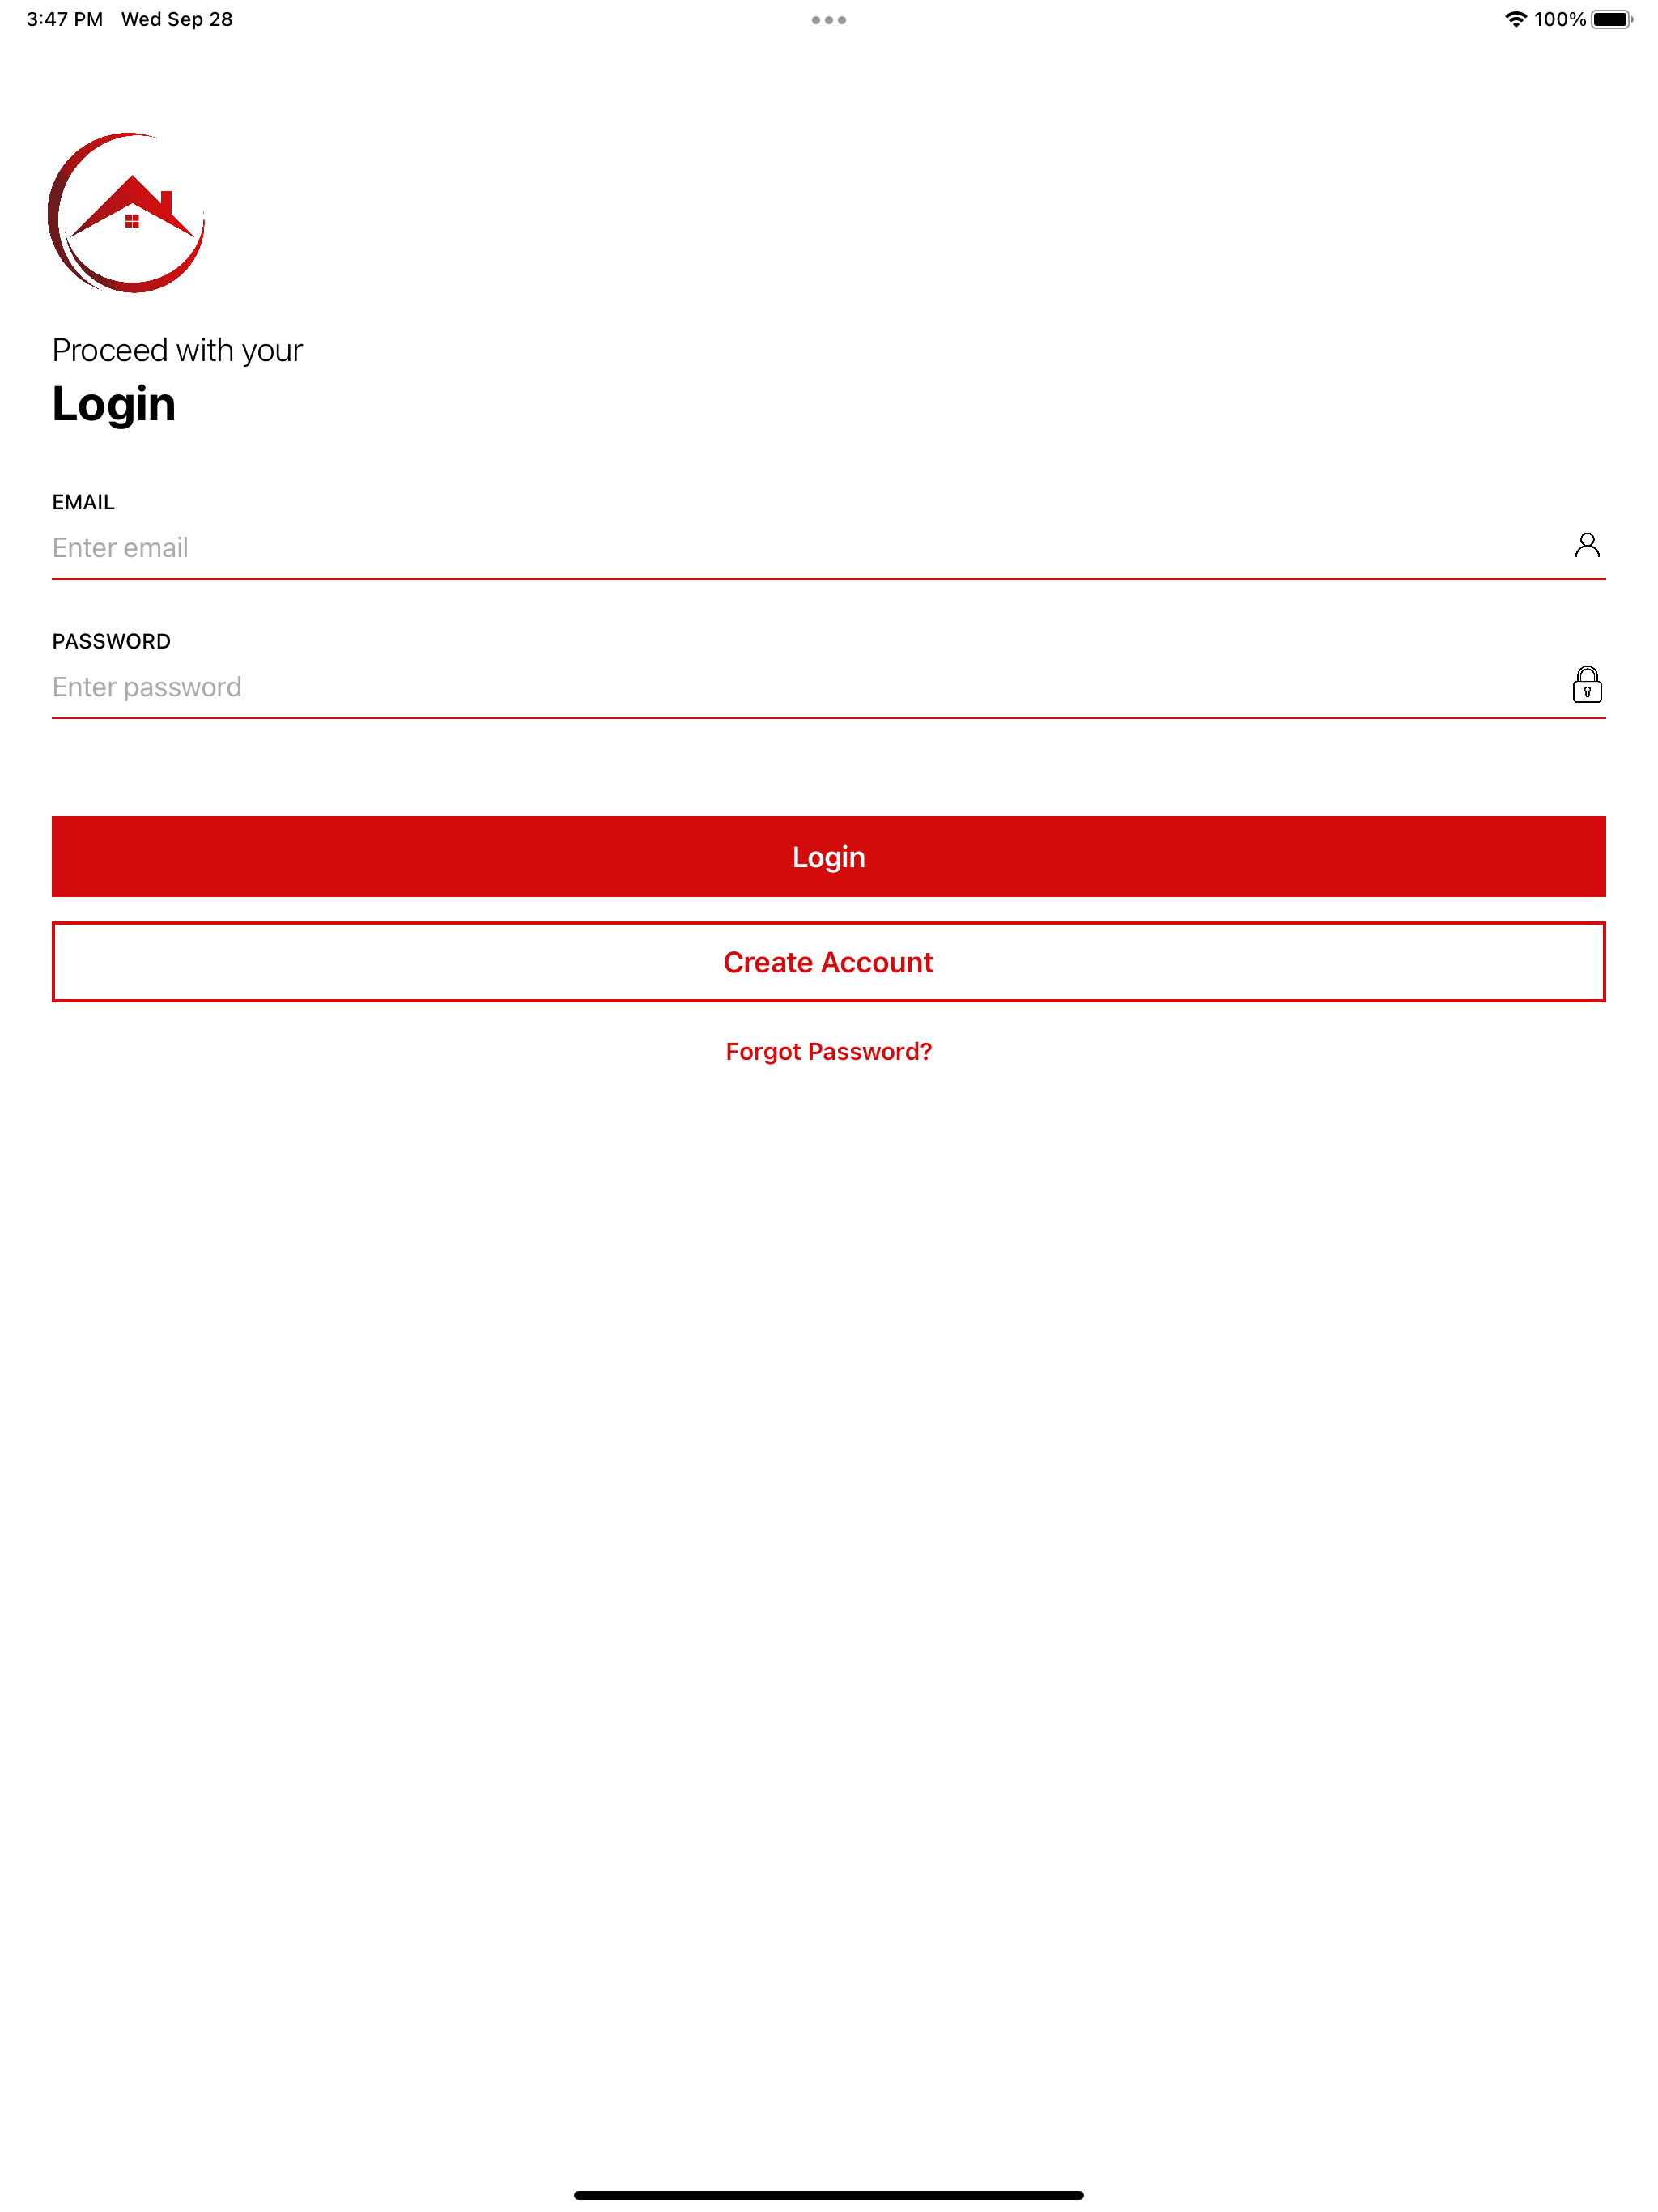 3:47 PM Wed Sep 28 100%
Proceed with your
Login
EMAIL
Enter email
PASSWORD
Enter password
Login
Create Account
Forgot Password?